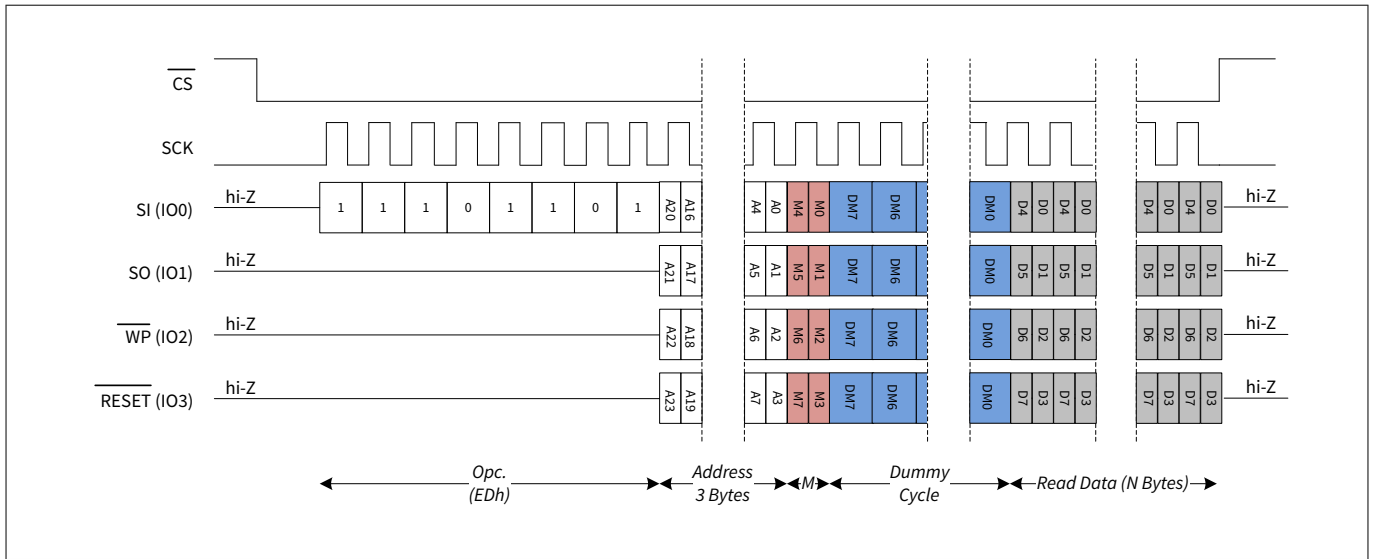 CS
SCK
SI (IO0) hi-Z 1 1 1 0 1 1 0 1 A20 A16 A4 A0 M4 M0 DM7 DM6 DM0 D4 D0 D4 D0 D4 D0 D4 D0 hi-Z
SO (IO1) hi-Z A21 A17 A5 A1 M5 M1 DM7 DM6 DM0 D5 D1 D5 D1 D5 D1 D5 D1 hi-Z
WP (IO2) hi-Z A22 A18 A6 A2 M6 M2 DM7 DM6 DM0 D6 D2 D6 D2 D6 D2 D6 D2 hi-Z
RESET (IO3) hi-Z A23 A19 A7 A3 M7 M3 DM7 DM6 DM0 D7 D3 D7 D3 D7 D3 D7 D3 hi-Z
Opc. Address Dummy
(EDh) 3 Bytes M Cycle Read Data (N Bytes)